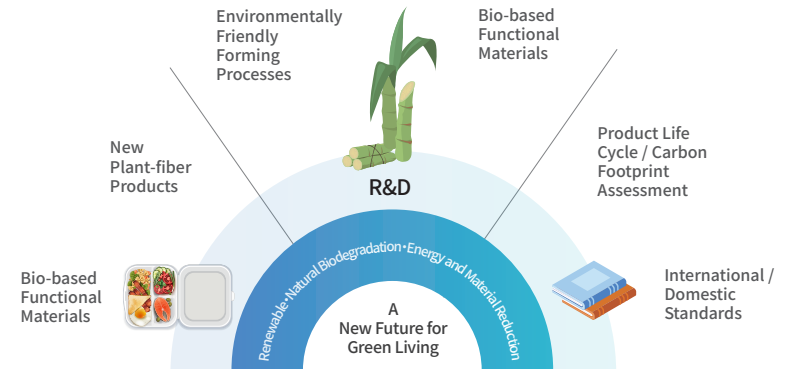 Environmentally
Friendly
Forming
Processes
Bio-based
Functional
Materials
New
Plant-fiber
Products
Product Life
Cycle / Carbon
Footprint
Assessment
R&D
Renewable•Natural Biodegradation•Energy and Material Reduction
Bio-based
Functional
Materials
International /
Domestic
Standards
A
New Future for
Green Living